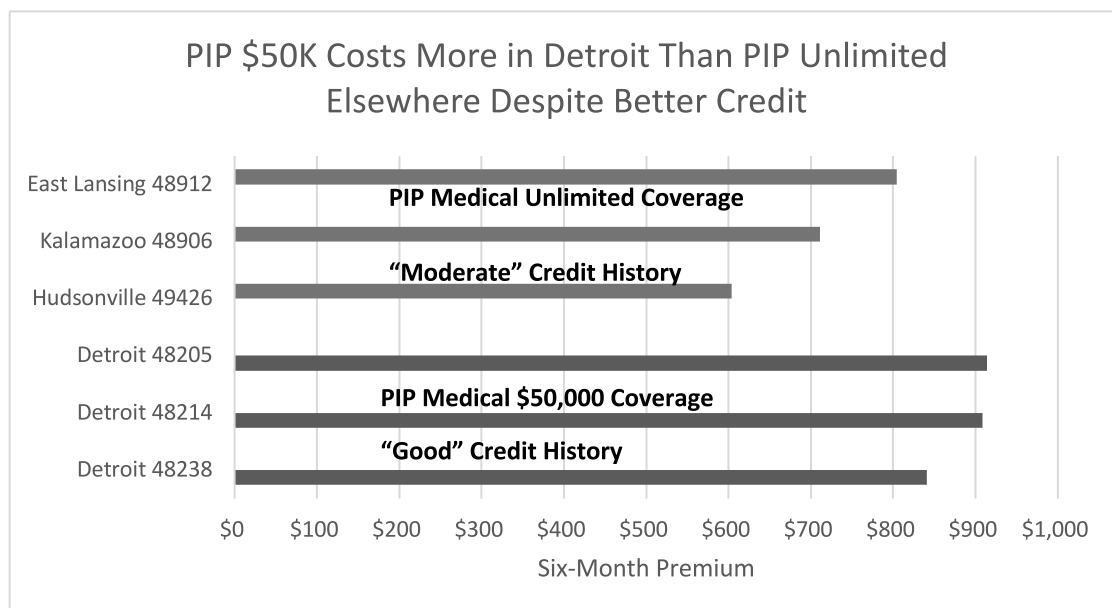 PIP $50K Costs More in Detroit Than PIP Unlimited
Elsewhere Despite Better Credit
East Lansing 48912
PIP Medical Unlimited Coverage
Kalamazoo 48906
“Moderate” Credit History
Hudsonville 49426
Detroit 48205
PIP Medical $50,000 Coverage
Detroit 48214
“Good” Credit History
Detroit 48238
$0 $100 $200 $300 $400 $500 $600 $700 $800 $900 $1,000
Six-Month Premium